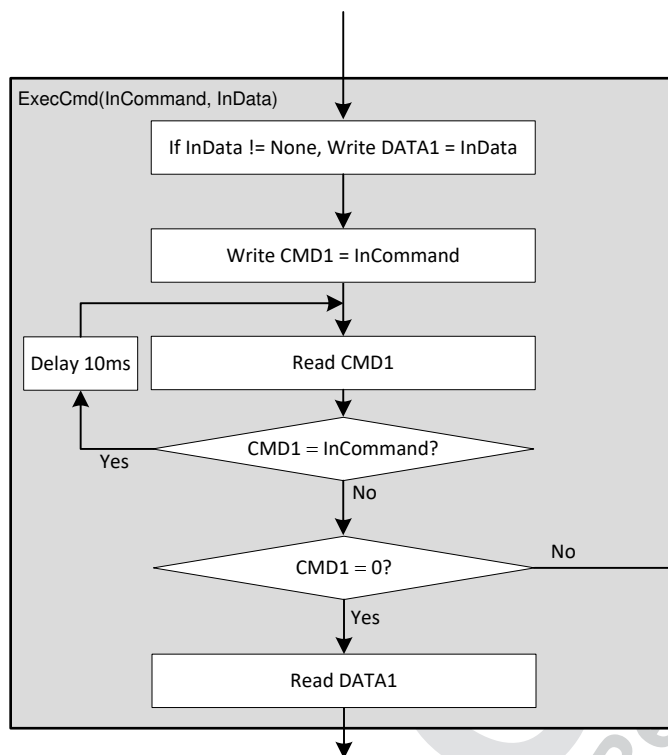 ExecCmd(InCommand, InData)
If InData != None, Write DATA1 = InData
Write CMD1 = InCommand
Delay 10ms
Read CMD1
CMD1 = InCommand?
Yes
No
CMD1 = 0?
No
Yes
Read DATA1